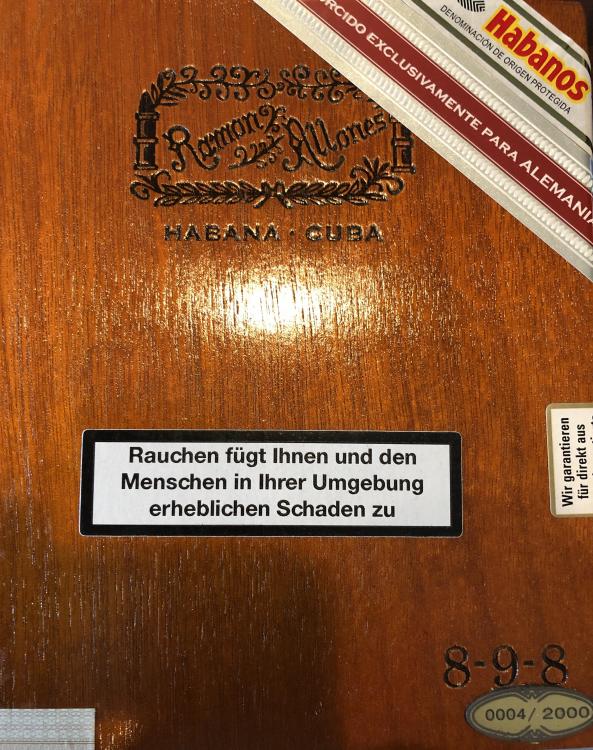 Habanos
DENOMINACIÓN DE ORIGEN PROTEGIDA
ORCIDO EXCLUSIVAMENTE PARA ALEMANIA
Ramon Allones
HABANA · CUBA
Rauchen fügt Ihnen und den
Menschen in Ihrer Umgebung
erheblichen Schaden zu
Wir garantieren
für direkt aus
8-9-8
0004/2000